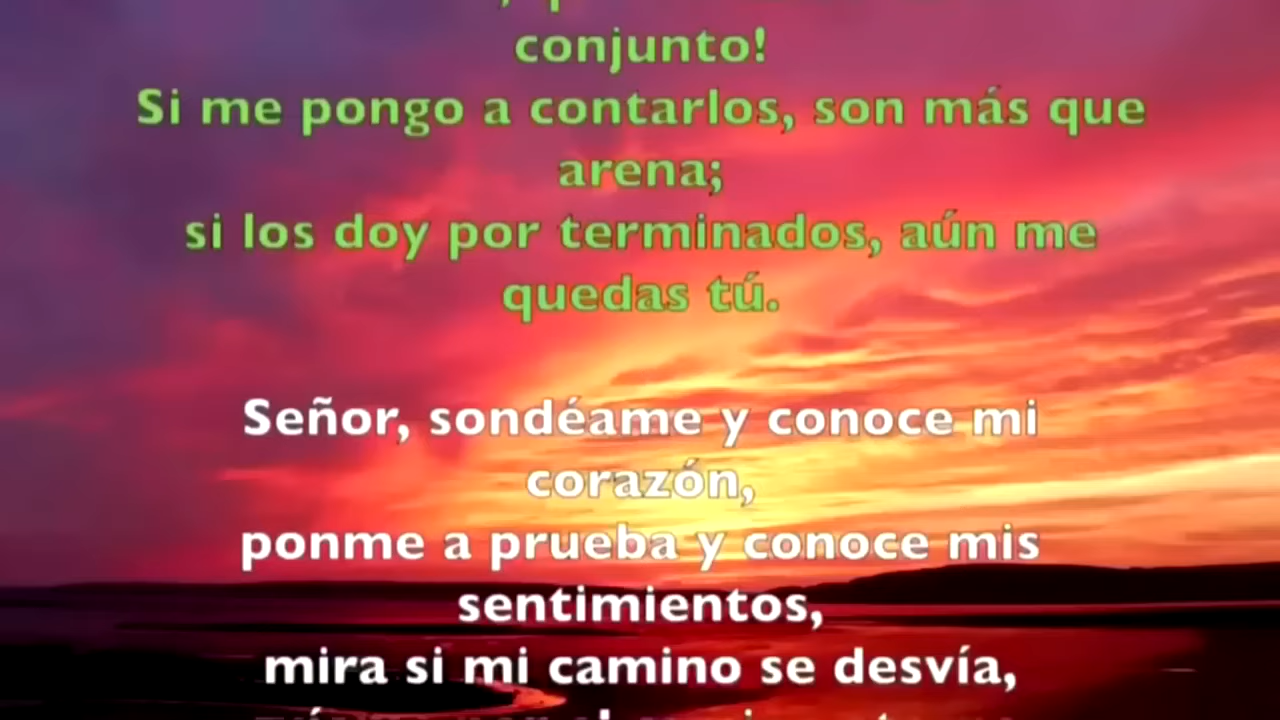 conjunto!
Si me pongo a contarlos, son más que
arena;
si los doy por terminados, aún me
quedas tú.
Señor, sondéame y conoce mi
corazón,
ponme a prueba y conoce mis
sentimientos,
mira si mi camino se desvía,